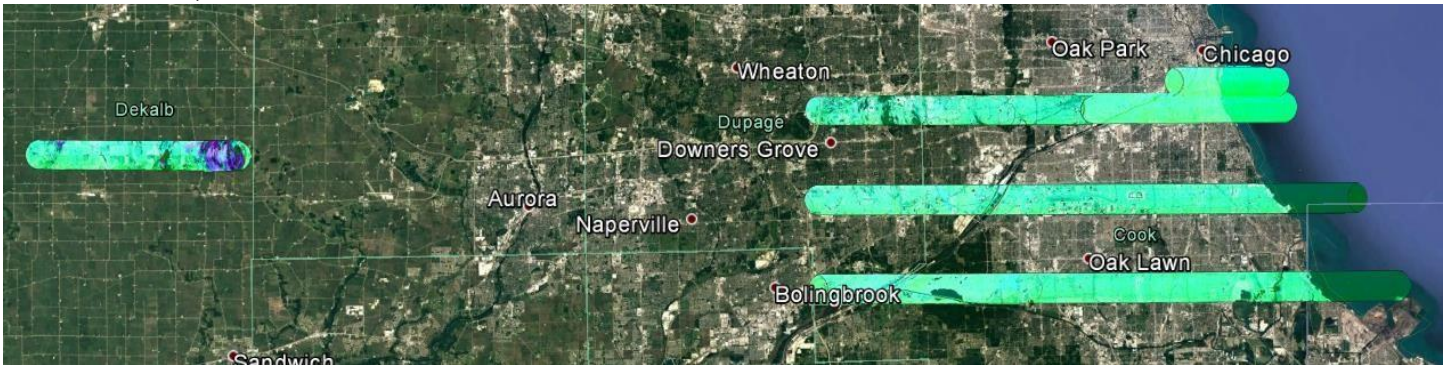 Oak Park
Chicago
Wheaton
Dekalb
Dupage
Downers Grove
Aurora
Naperville
Cook
Oak Lawn
Bolingbrook
Sandwich